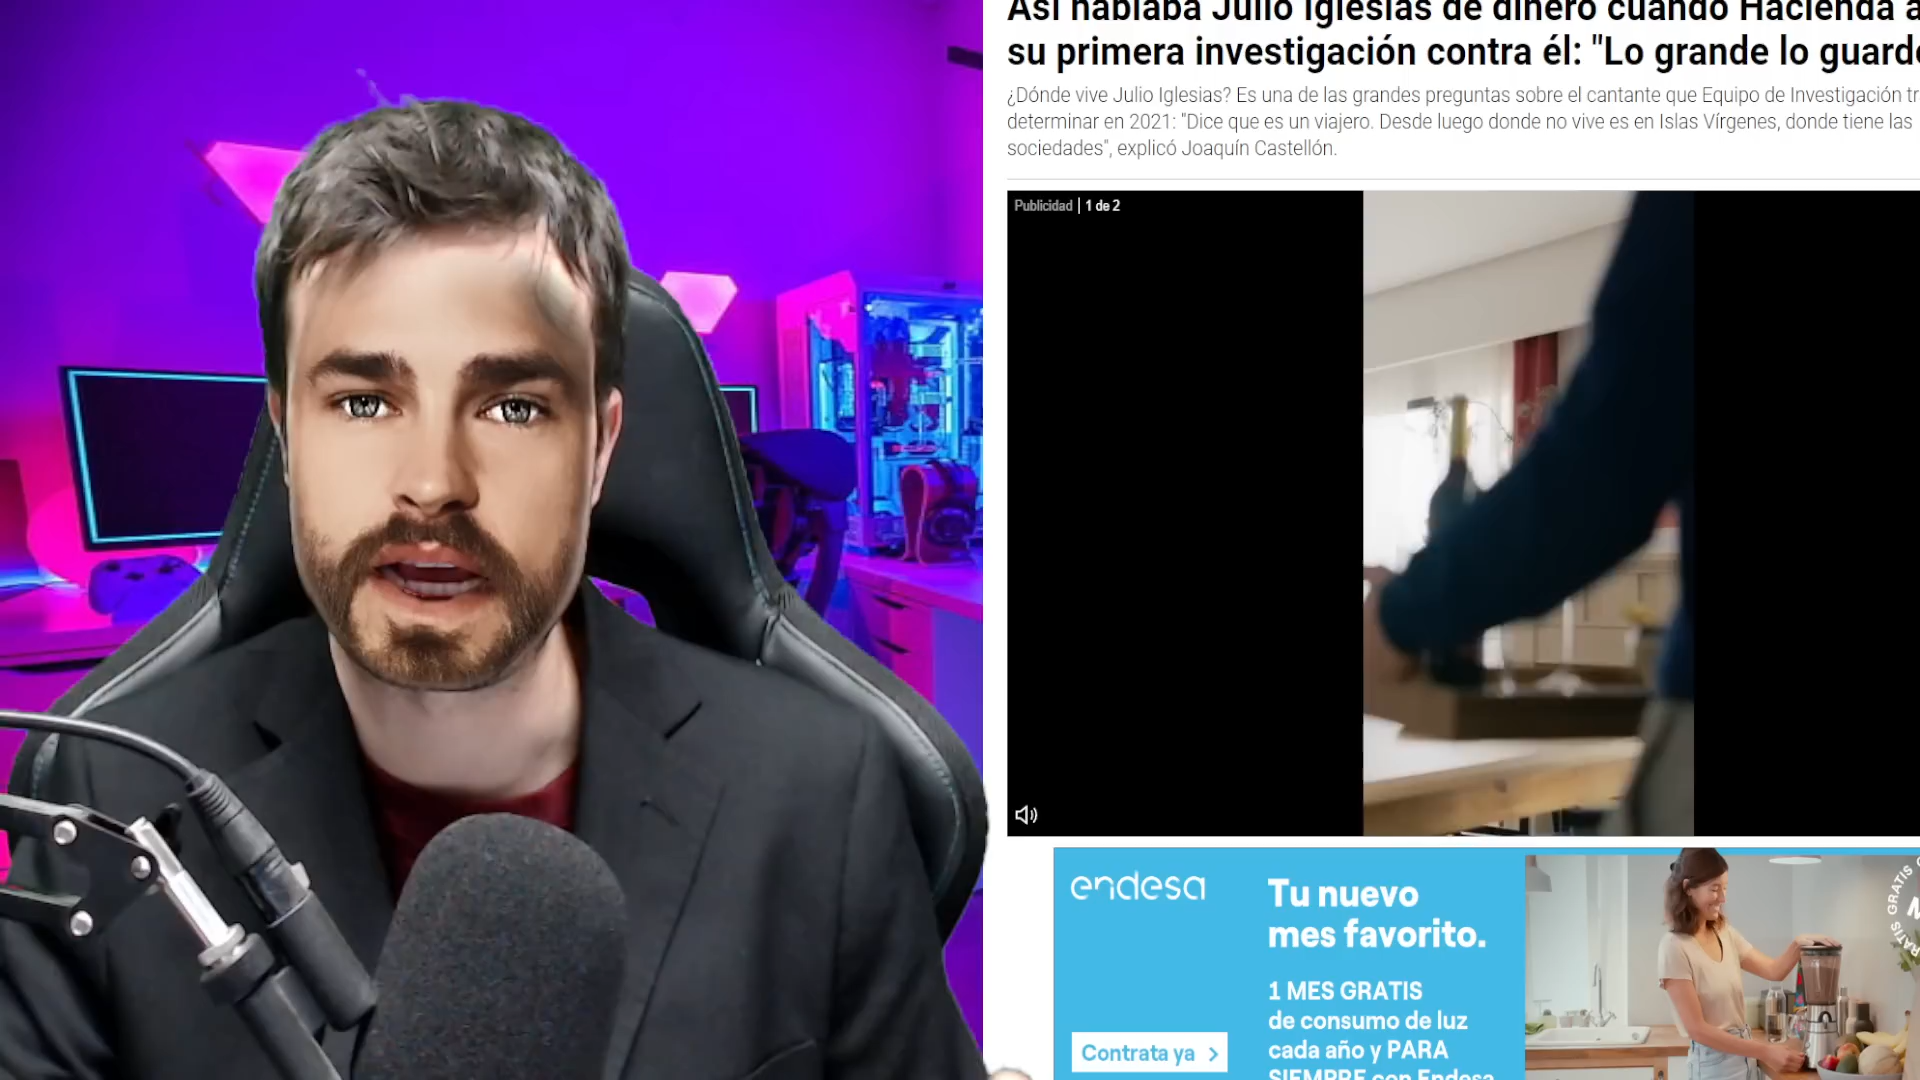 Así hablaba Julio Iglesias de dinero cuando Hacienda a
su primera investigación contra él: "Lo grande lo guard
¿Dónde vive Julio Iglesias? Es una de las grandes preguntas sobre el cantante que Equipo de Investigación tr
determinar en 2021: "Dice que es un viajero. Desde luego donde no vive es en Islas Vírgenes, donde tiene las
sociedades", explicó Joaquín Castellón.
Publicidad | 1 de 2
endesa
Tu nuevo
mes favorito.
1 MES GRATIS
de consumo de luz
cada año y PARA
SIEMPRE con Endesa
Contrata ya >
GRATIS